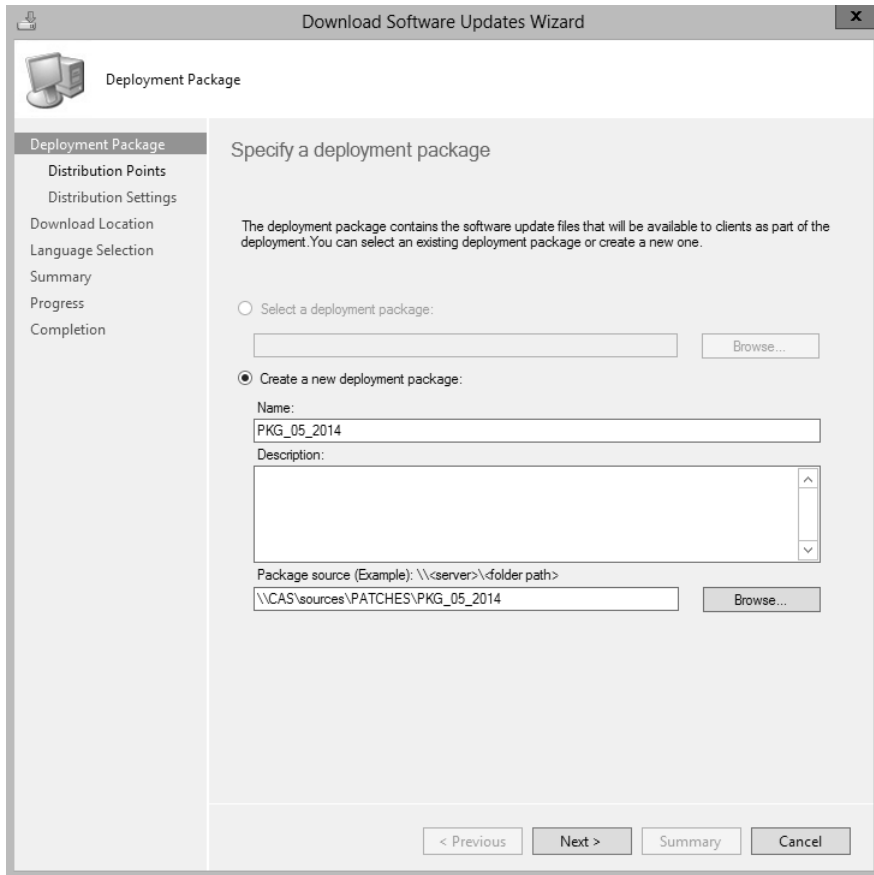 Download Software Updates Wizard
x
Deployment Package
Deployment Package
Distribution Points
Distribution Settings
Download Location
Language Selection
Summary
Progress
Completion
Specify a deployment package
The deployment package contains the software update files that will be available to clients as part of the
deployment.You can select an existing deployment package or create a new one.
Select a deployment package:
Browse...
Create a new deployment package:
Name:
PKG_05_2014
Description:
Package source (Example): \\<server>\<folder path>
\\CAS\sources\PATCHES\PKG_05_2014
Browse...
< Previous
Next >
Summary
Cancel